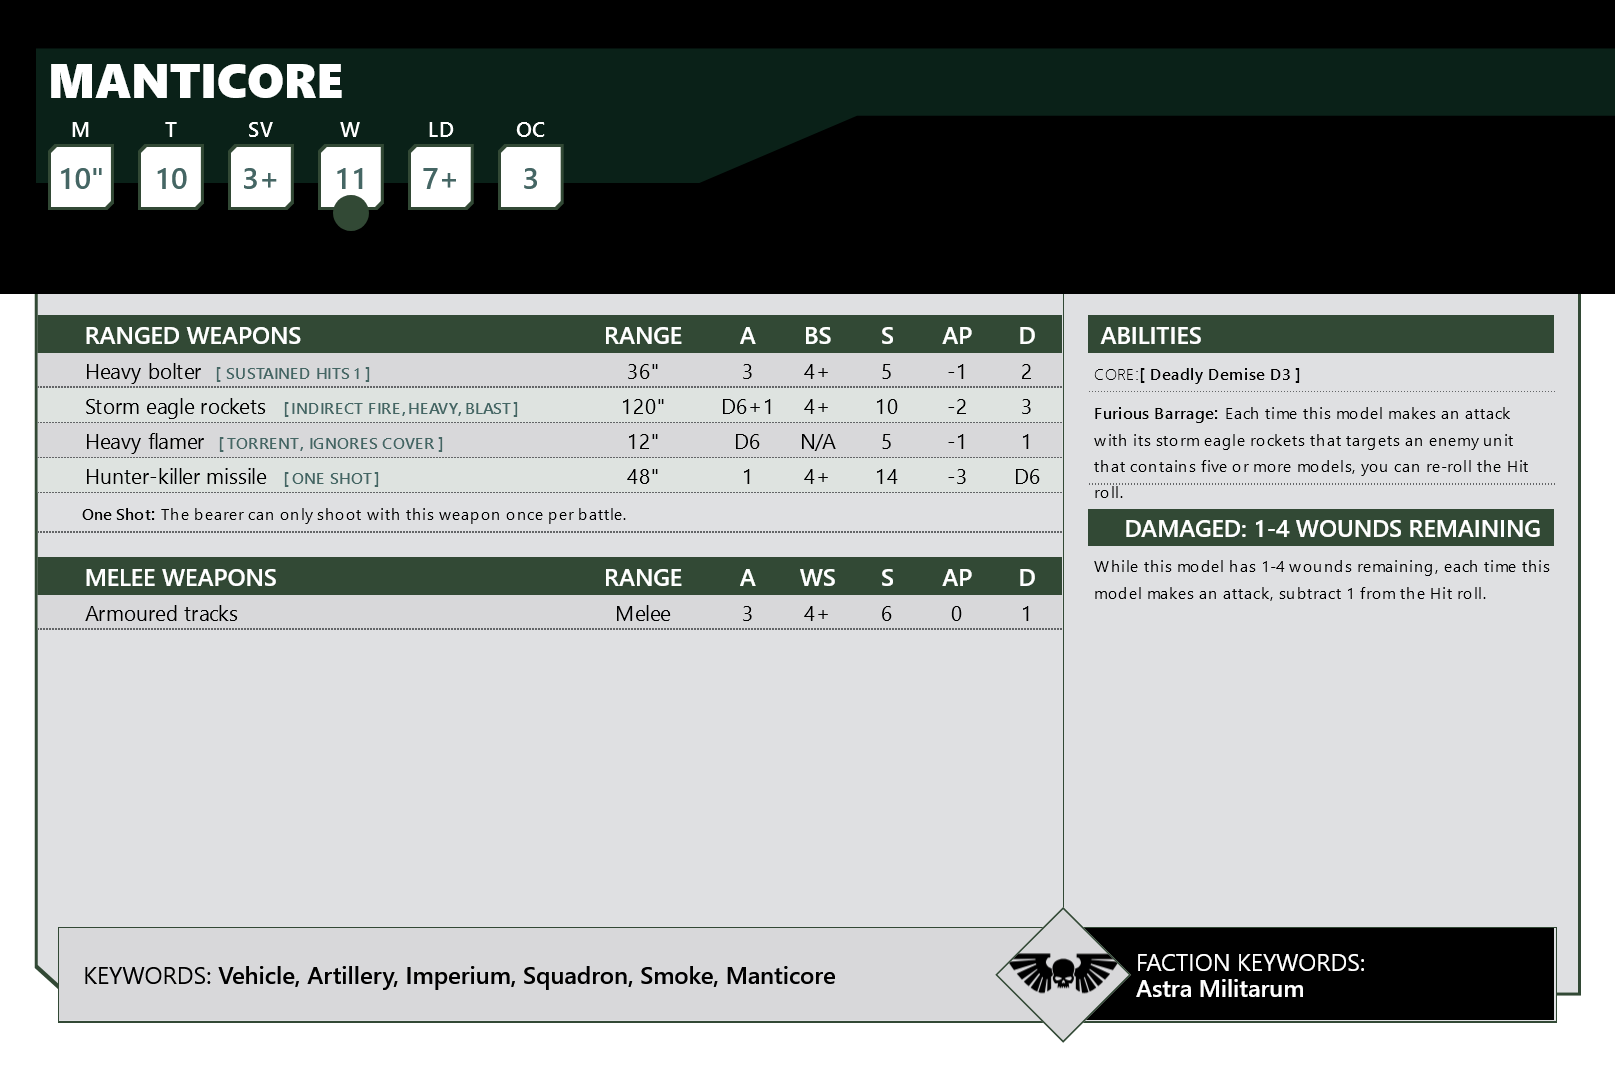 MANTICORE
M T SV W LD OC
10" 10 3+ 11 7+ 3
RANGED WEAPONS RANGE A BS S AP D
Heavy bolter [ SUSTAINED HITS 1 ] 36" 3 4+ 5 -1 2
Storm eagle rockets [ INDIRECT FIRE, HEAVY, BLAST ] 120" D6+1 4+ 10 -2 3
Heavy flamer [ TORRENT, IGNORES COVER ] 12" D6 N/A 5 -1 1
Hunter-killer missile [ ONE SHOT ] 48" 1 4+ 14 -3 D6
One Shot: The bearer can only shoot with this weapon once per battle.
MELEE WEAPONS RANGE A WS S AP D
Armoured tracks Melee 3 4+ 6 0 1
ABILITIES
CORE:[ Deadly Demise D3 ]
Furious Barrage: Each time this model makes an attack
with its storm eagle rockets that targets an enemy unit
that contains five or more models, you can re-roll the Hit
roll.
DAMAGED: 1-4 WOUNDS REMAINING
While this model has 1-4 wounds remaining, each time this
model makes an attack, subtract 1 from the Hit roll.
KEYWORDS: Vehicle, Artillery, Imperium, Squadron, Smoke, Manticore
FACTION KEYWORDS:
Astra Militarum